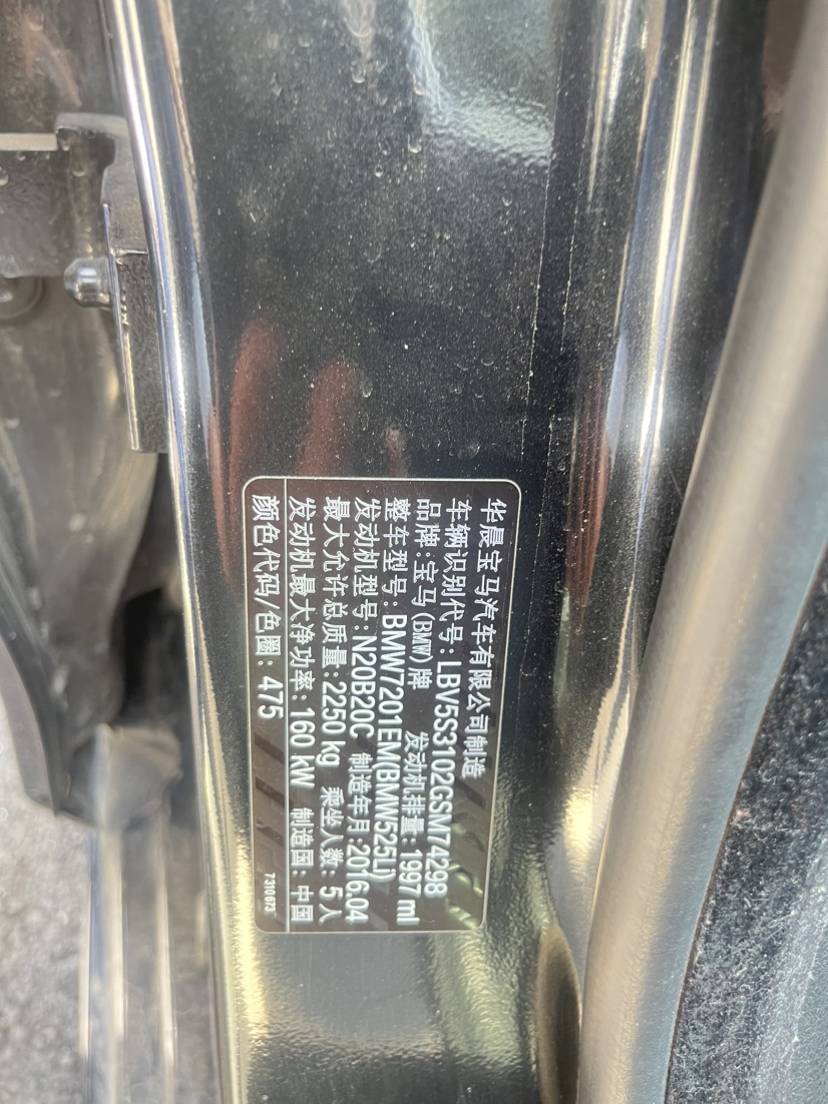 华晨宝马汽车有限公司制造
车辆识别代号: LBV5S3102GSM74298
品牌: 宝马 (BMW) 牌 发动机排量: 1997 ml
整车型号: BMW7201EM(BMW525Li)
发动机型号: N20B20C 制造年月 2016.04
最大允许总质量: 2250 kg 乘坐人数: 5人
发动机最大净功率: 160 kW 制造国: 中国
颜色代码/色圈: 475
7 310 673